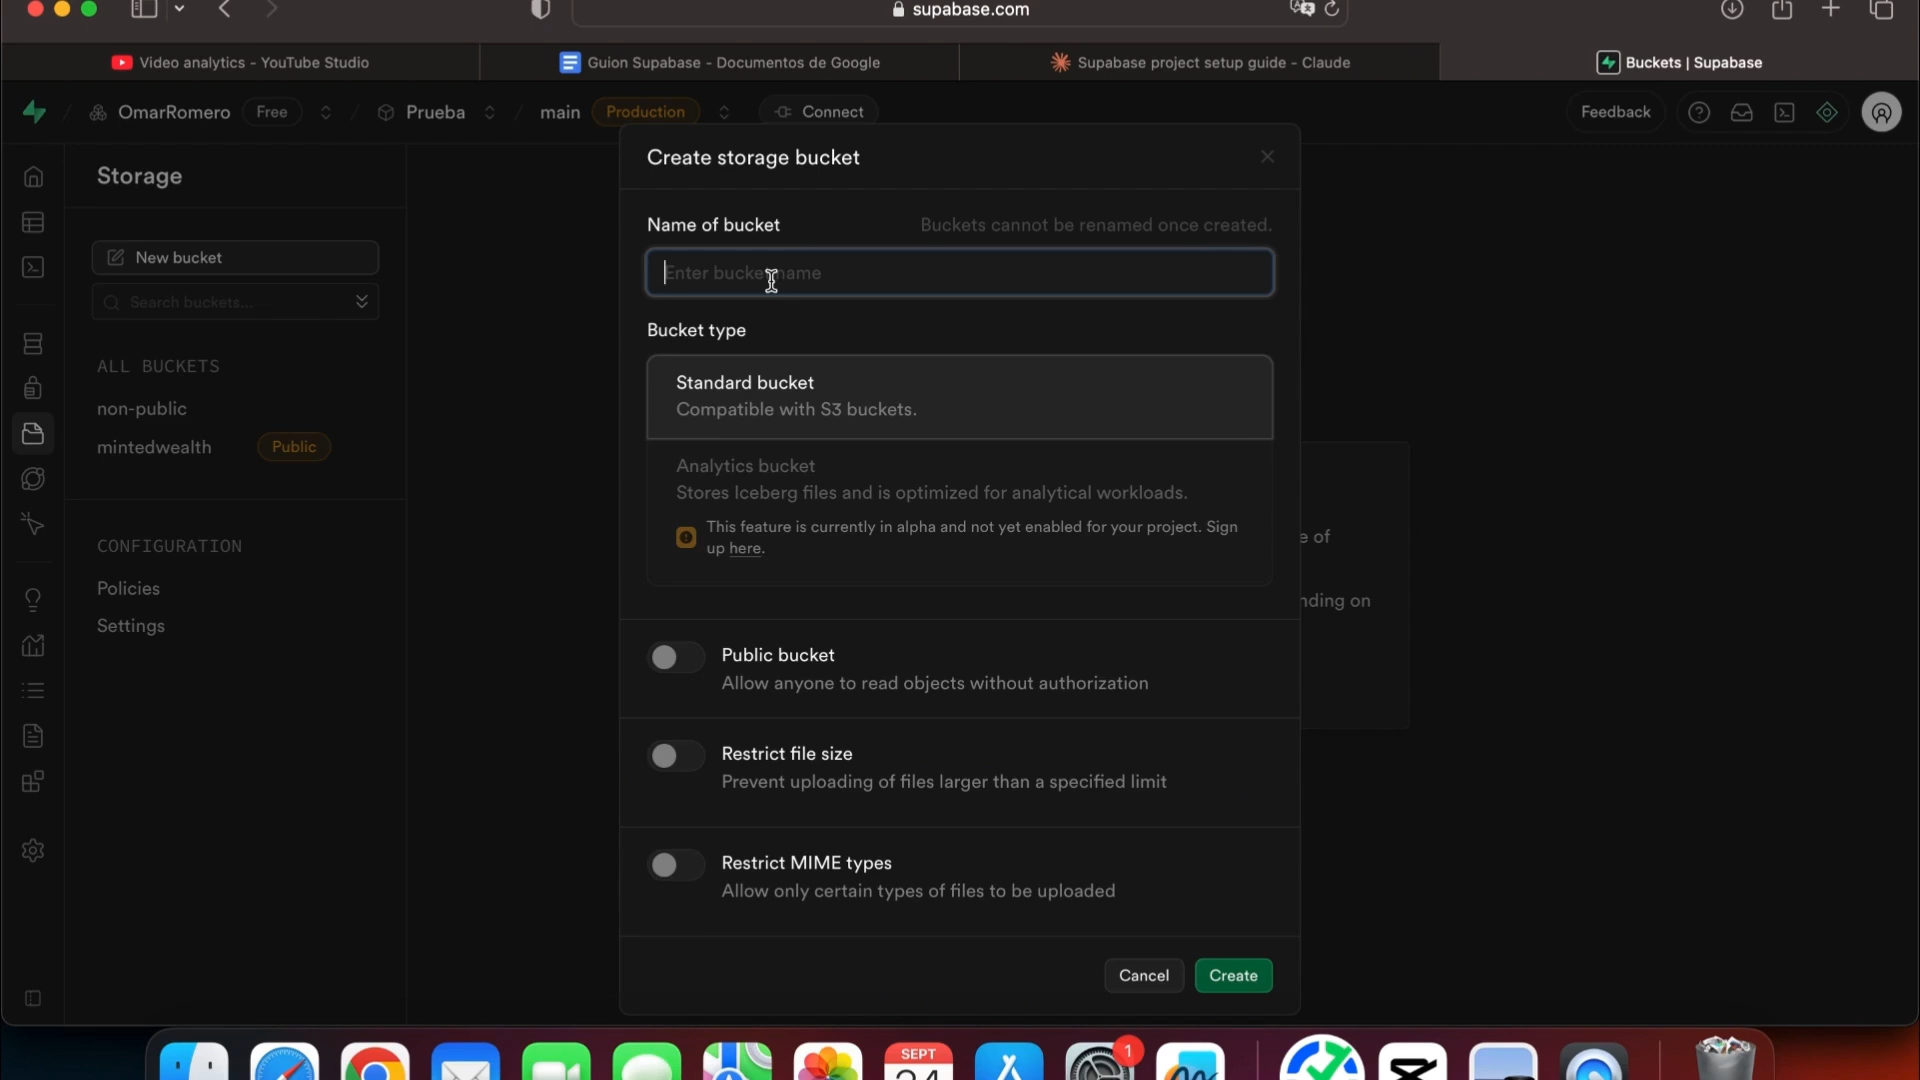 supabase.com
Video analytics - YouTube Studio
Guion Supabase - Documentos de Google
Supabase project setup guide - Claude
Buckets | Supabase
OmarRomero
Free
Prueba
main
Production
Connect
Feedback
Storage
New bucket
Search buckets...
ALL BUCKETS
non-public
mintedwealth
Public
CONFIGURATION
Policies
Settings
Create storage bucket
Name of bucket
Buckets cannot be renamed once created.
Enter bucket name
Bucket type
Standard bucket
Compatible with S3 buckets.
Analytics bucket
Stores Iceberg files and is optimized for analytical workloads.
This feature is currently in alpha and not yet enabled for your project. Sign
up here.
e of
nding on
Public bucket
Allow anyone to read objects without authorization
Restrict file size
Prevent uploading of files larger than a specified limit
Restrict MIME types
Allow only certain types of files to be uploaded
Cancel
Create
SEPT
24
1